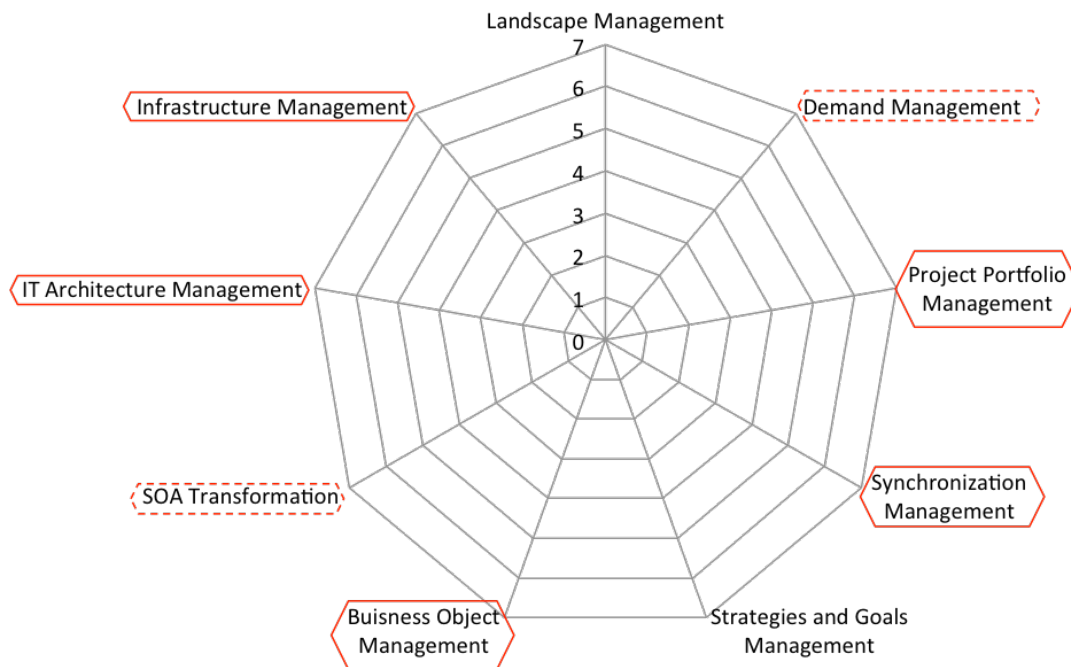 Landscape Management
7
Infrastructure Management
6
Demand Management
5
4
3
2
IT Architecture Management
Project Portfolio
Management
1
0
SOA Transformation
Synchronization
Management
Buisness Object
Management
Strategies and Goals
Management